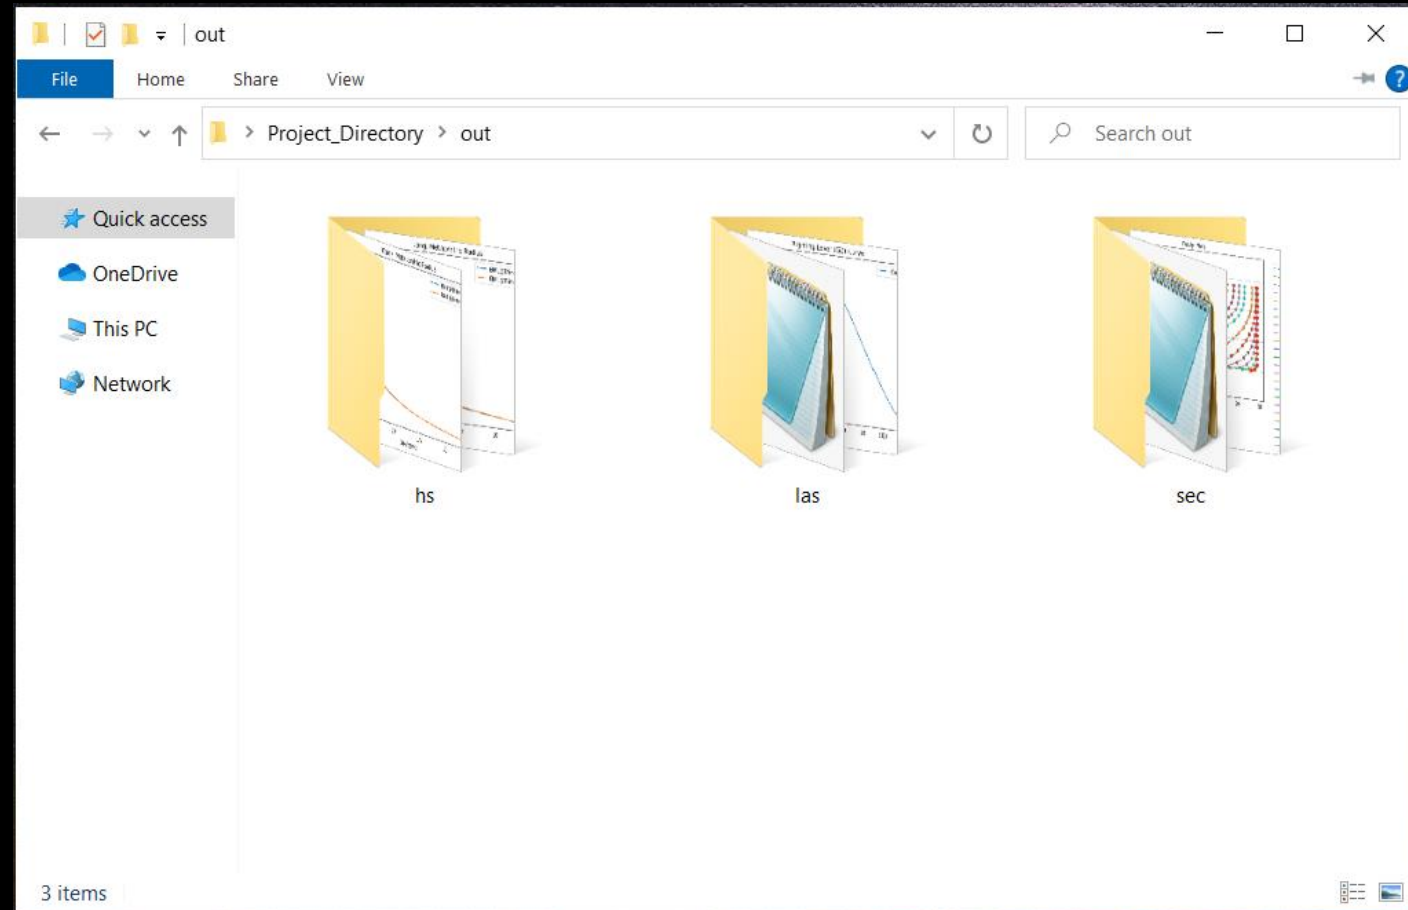 out
File Home Share View
Project_Directory out
Search out
Quick access
OneDrive
This PC
Network
hs
las
sec
3 items